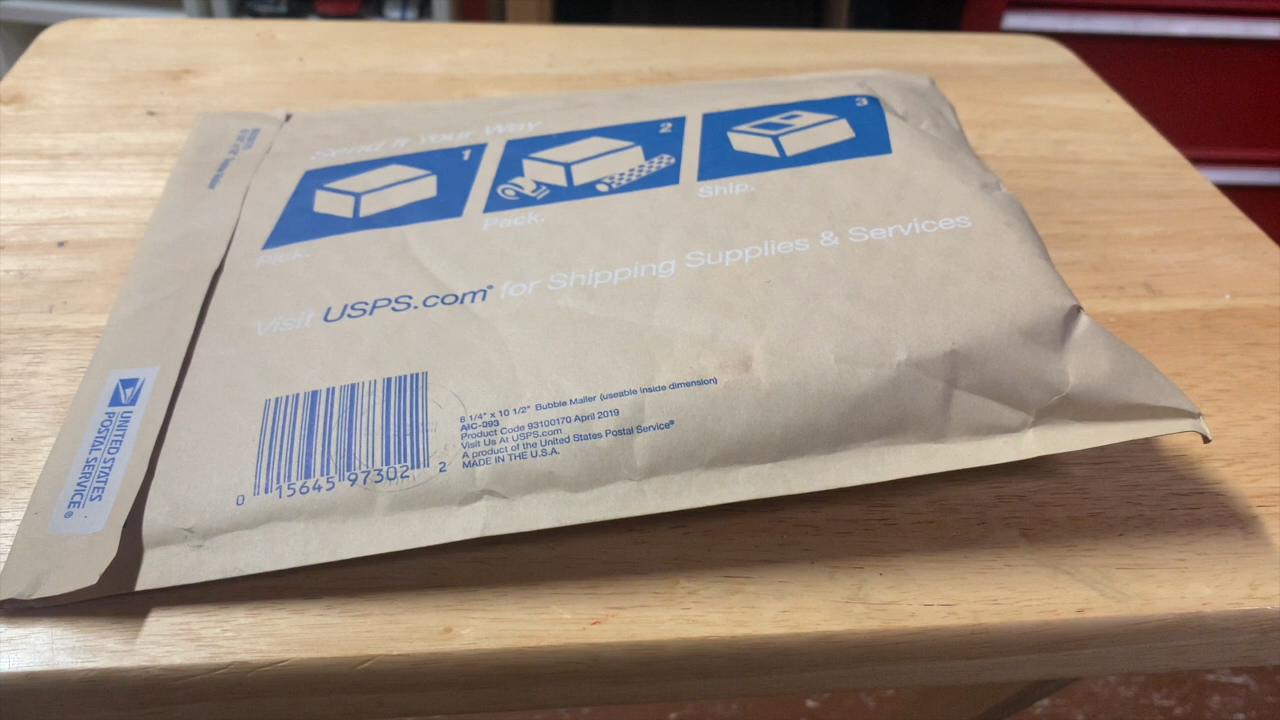 Send It Your Way
1
2
3
Pick.
Pack.
Ship.
Visit USPS.com® for Shipping Supplies & Services
0 15645 97302 2
8 1/4" x 10 1/2" Bubble Mailer (useable inside dimension)
AIC-093
Product Code 93100170 April 2019
Visit Us At USPS.com
A product of the United States Postal Service®
MADE IN THE U.S.A.
UNITED STATES
POSTAL SERVICE®